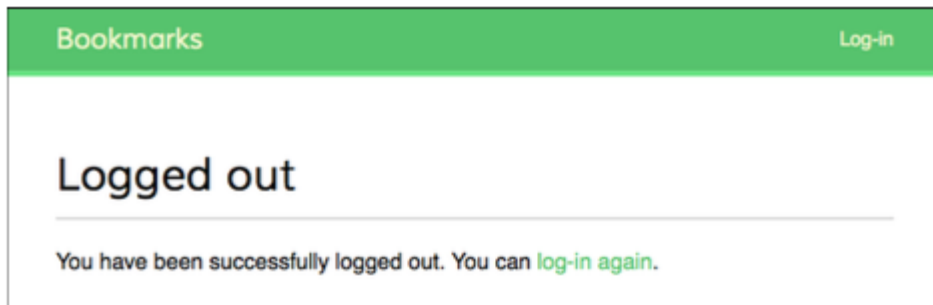 Bookmarks Log-in
Logged out
You have been successfully logged out. You can log-in again.